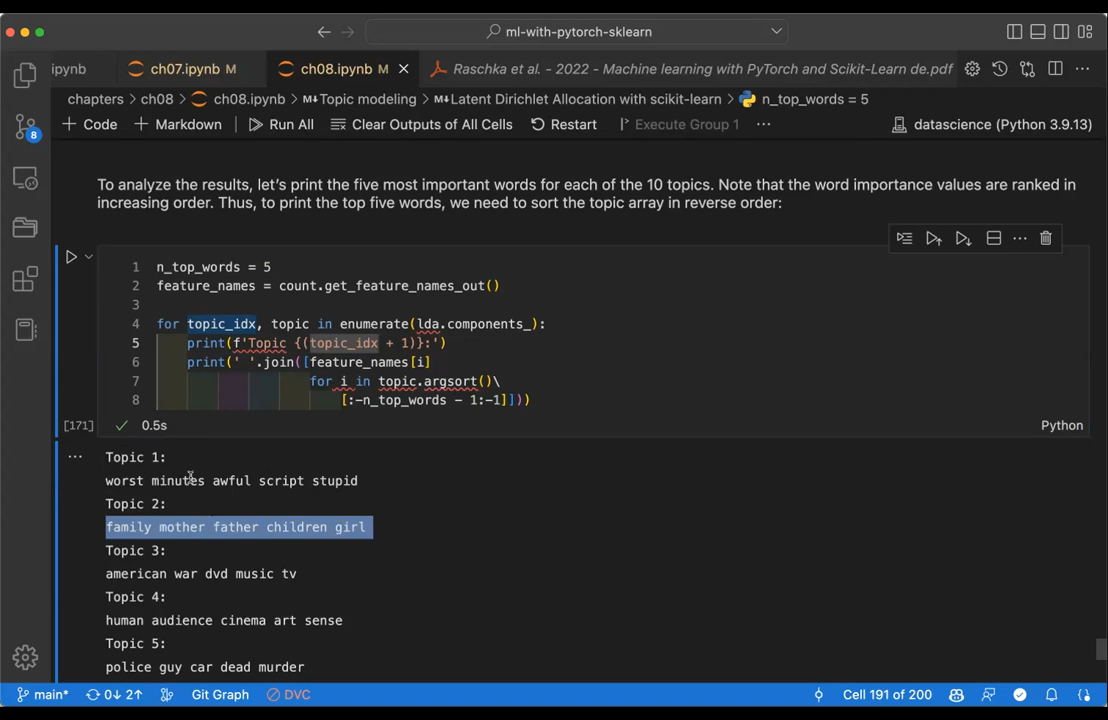 ml-with-pytorch-sklearn
ipynb
ch07.ipynb M
ch08.ipynb M
Raschka et al. - 2022 - Machine learning with PyTorch and Scikit-Learn de.pdf
chapters > ch08 > ch08.ipynb > M↓Topic modeling > M↓Latent Dirichlet Allocation with scikit-learn > n_top_words = 5
+ Code + Markdown Run All Clear Outputs of All Cells Restart Execute Group 1 ... datascience (Python 3.9.13)
8
To analyze the results, let's print the five most important words for each of the 10 topics. Note that the word importance values are ranked in
increasing order. Thus, to print the top five words, we need to sort the topic array in reverse order:
1 n_top_words = 5
2 feature_names = count.get_feature_names_out()
3
4 for topic_idx, topic in enumerate(lda.components_):
5 print(f'Topic {(topic_idx + 1)}:')
6 print(' '.join([feature_names[i]
7 for i in topic.argsort()\
8 [:-n_top_words - 1:-1]]))
[171] 0.5s Python
Topic 1:
worst minutes awful script stupid
Topic 2:
family mother father children girl
Topic 3:
american war dvd music tv
Topic 4:
human audience cinema art sense
Topic 5:
police guy car dead murder
main* 0↓ 2↑ Git Graph DVC Cell 191 of 200